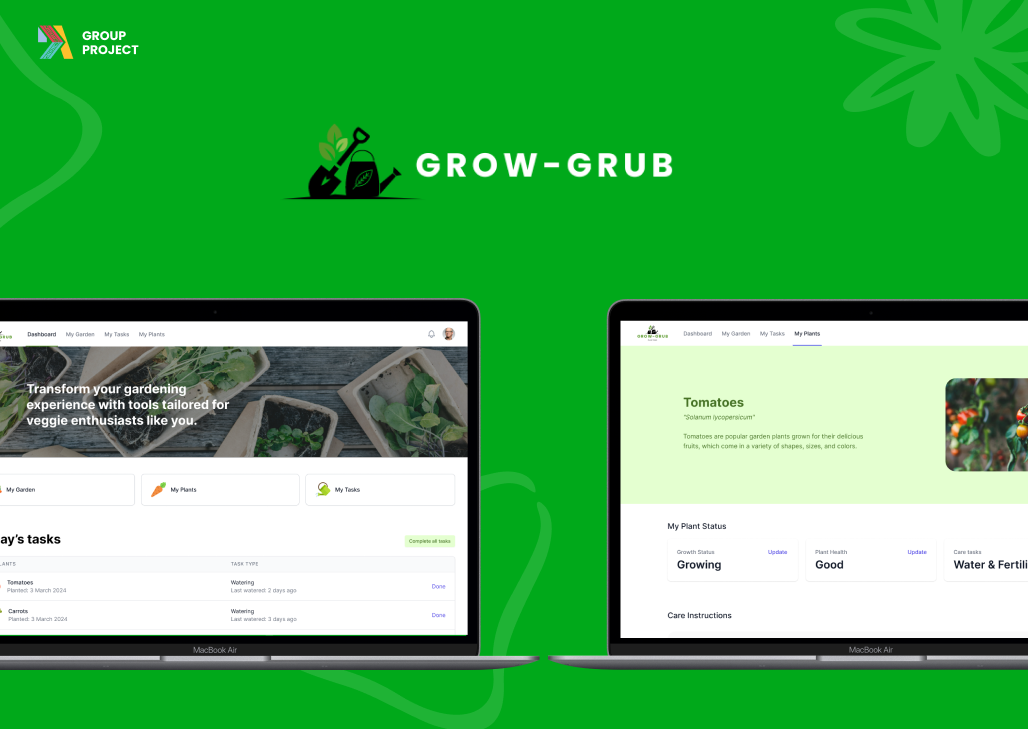 GROUP
PROJECT
GROW-GRUB
Dashboard My Garden My Tasks My Plants
Transform your gardening
experience with tools tailored for
veggie enthusiasts like you.
My Garden My Plants My Tasks
ay's tasks
Complete all tasks
LANTS TASK TYPE
Tomatoes Watering
Planted: 3 March 2024 Last watered: 2 days ago
Done
Carrots Watering
Planted: 3 March 2024 Last watered: 3 days ago
Done
MacBook Air
GROW-GRUB
Dashboard My Garden My Tasks My Plants
Tomatoes
"Solanum lycopersicum"
Tomatoes are popular garden plants grown for their delicious
fruits, which come in a variety of shapes, sizes, and colors.
My Plant Status
Growth Status Update Plant Health Update Care tasks
Growing Good Water & Fertili
Care Instructions
MacBook Air